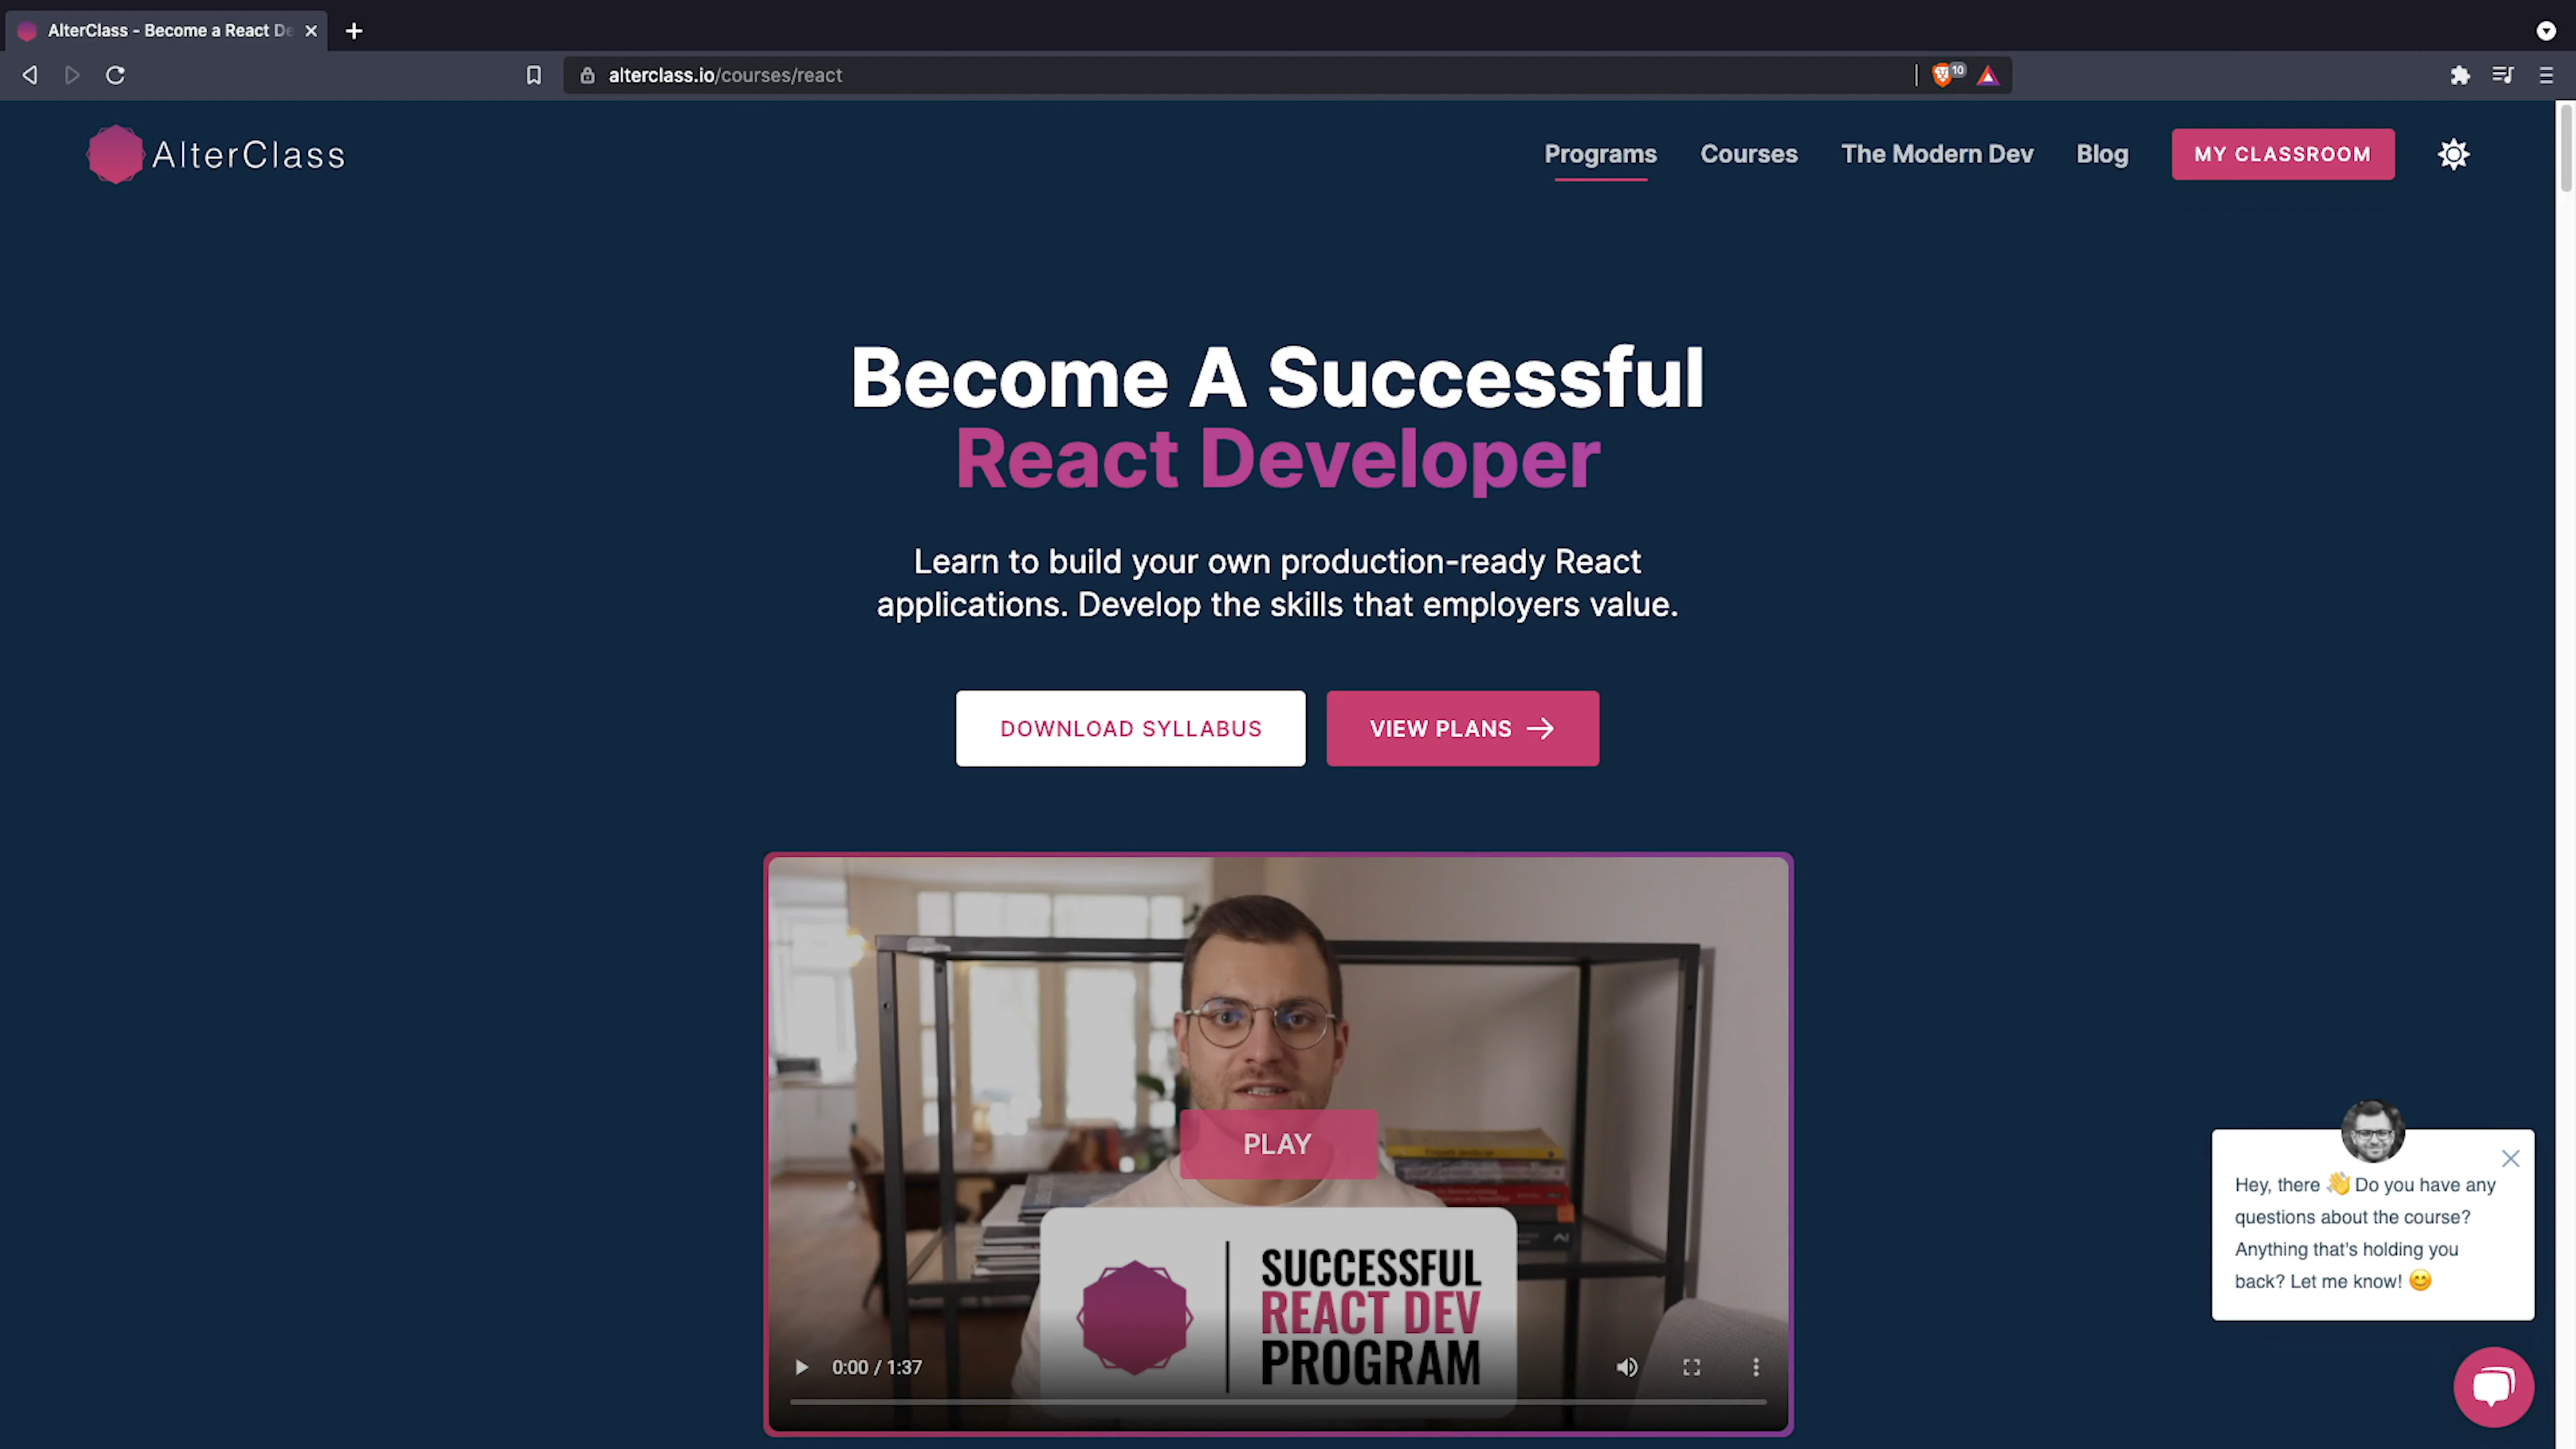 AlterClass - Become a React De
alterclass.io/courses/react
10
AlterClass
Programs
Courses
The Modern Dev
Blog
MY CLASSROOM
Become A Successful
React Developer
Learn to build your own production-ready React
applications. Develop the skills that employers value.
DOWNLOAD SYLLABUS
VIEW PLANS
PLAY
SUCCESSFUL
REACT DEV
PROGRAM
0:00 / 1:37
Hey, there 👋 Do you have any
questions about the course?
Anything that's holding you
back? Let me know! 😊